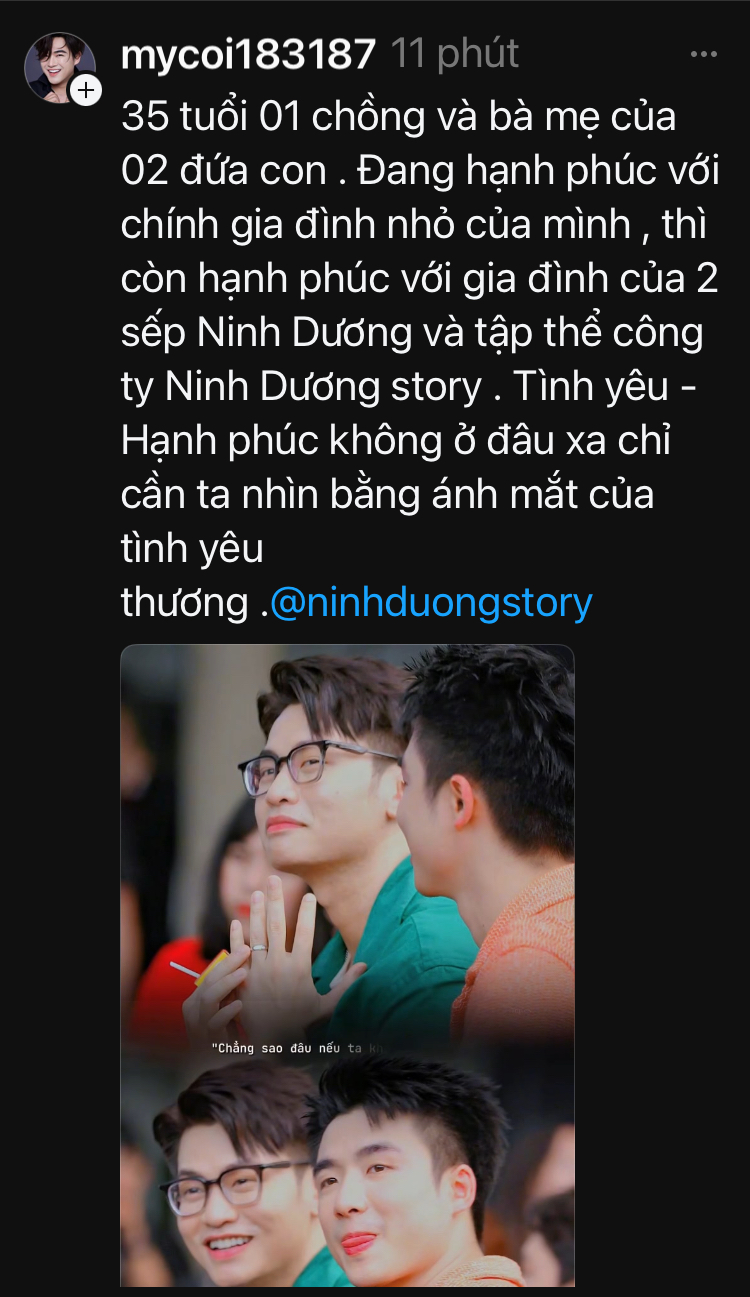 mycoi183187 11 phút
35 tuổi 01 chồng và bà mẹ của
02 đứa con . Đang hạnh phúc với
chính gia đình nhỏ của mình , thì
còn hạnh phúc với gia đình của 2
sếp Ninh Dương và tập thể công
ty Ninh Dương story . Tình yêu -
Hạnh phúc không ở đâu xa chỉ
cần ta nhìn bằng ánh mắt của
tình yêu
thương .@ninhduongstory
"Chẳng sao đâu nếu ta